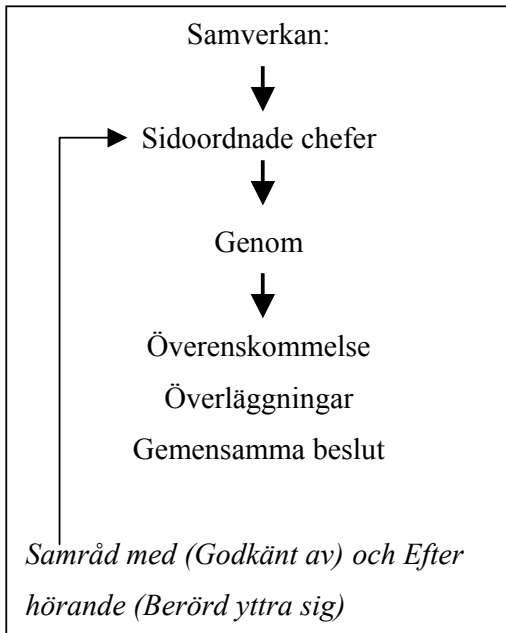 Samverkan:
Sidoordnade chefer
Genom
Överenskommelse
Överläggningar
Gemensamma beslut
Samråd med (Godkänt av) och Efter
hörande (Berörd yttra sig)